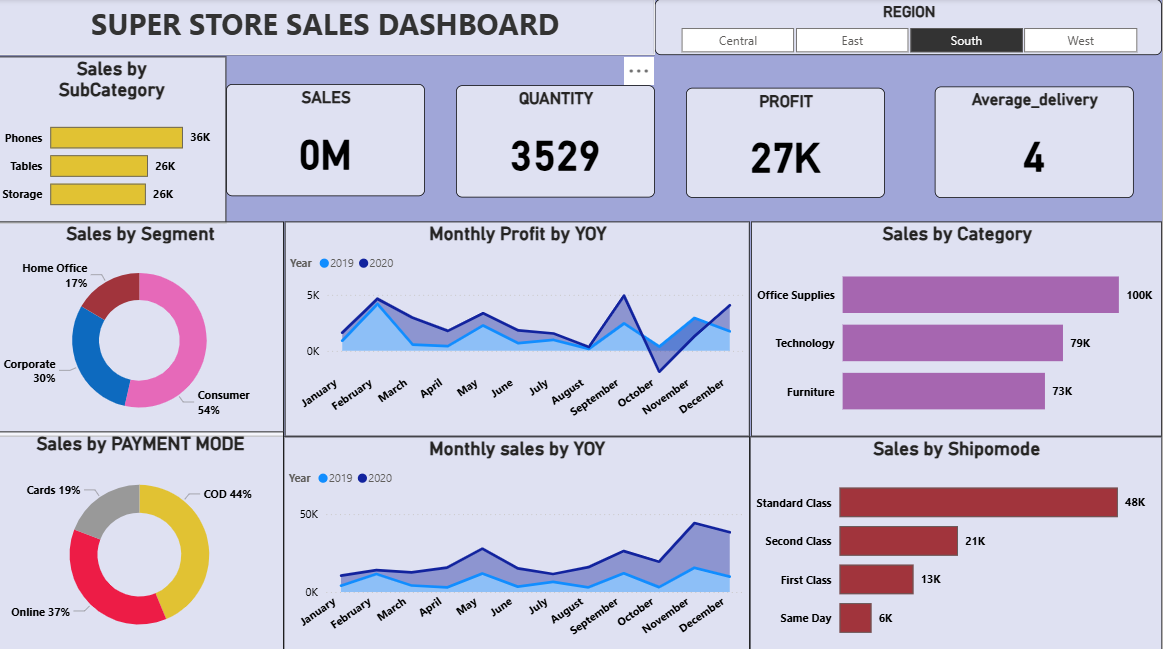 SUPER STORE SALES DASHBOARD
REGION
Central
East
South
West
Sales by
SubCategory
Phones
36K
Tables
26K
Storage
26K
...
SALES
0M
QUANTITY
3529
PROFIT
27K
Average_delivery
4
Sales by Segment
Home Office
17%
Corporate
30%
Consumer
54%
Monthly Profit by YOY
Year 2019 2020
5K
0K
January
February
March
April
May
June
July
August
September
October
November
December
Sales by Category
Office Supplies
100K
Technology
79K
Furniture
73K
Sales by PAYMENT MODE
Cards 19%
COD 44%
Online 37%
Monthly sales by YOY
Year 2019 2020
50K
0K
January
February
March
April
May
June
July
August
September
October
November
December
Sales by Shipomode
Standard Class
48K
Second Class
21K
First Class
13K
Same Day
6K